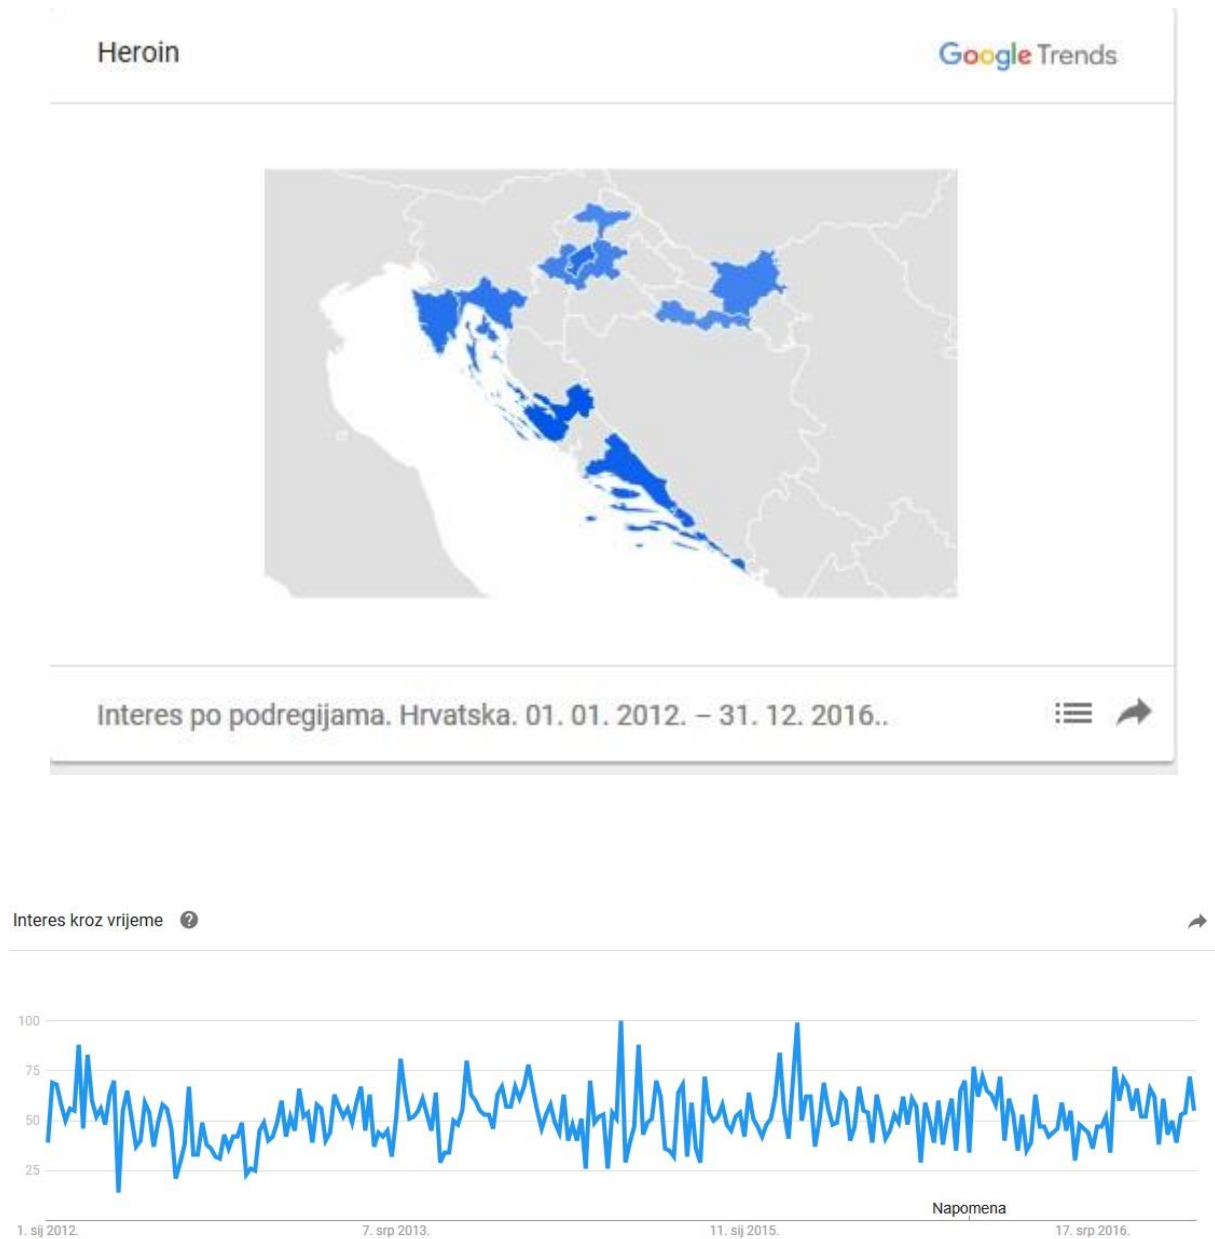 Heroin
Google Trends
Interes po podregijama. Hrvatska. 01. 01. 2012. – 31. 12. 2016..
Interes kroz vrijeme ?
100
75
50
25
Napomena
1. sij 2012. 7. srp 2013. 11. sij 2015. 17. srp 2016.